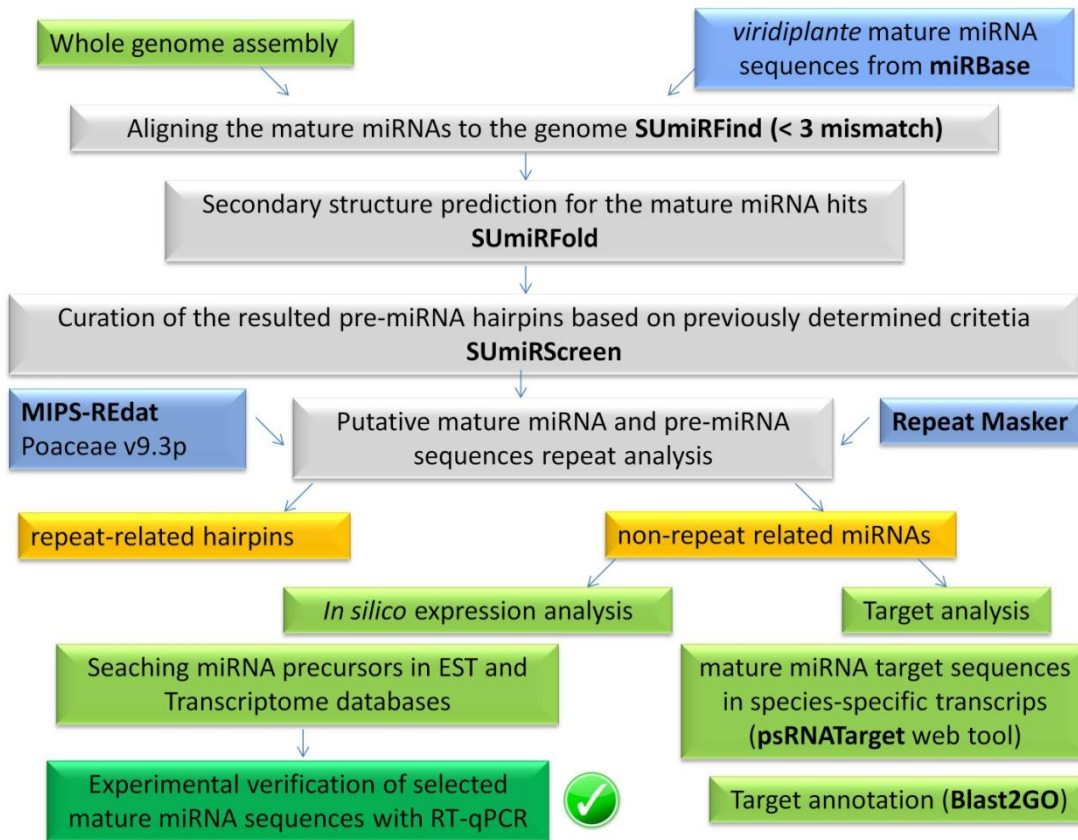 Whole genome assembly
viridiplante mature miRNA
sequences from miRBase
Aligning the mature miRNAs to the genome SUmiRFind (< 3 mismatch)
Secondary structure prediction for the mature miRNA hits
SUmiRFold
Curation of the resulted pre-miRNA hairpins based on previously determined critetia
SUmiRScreen
MIPS-REdat
Poaceae v9.3p
Putative mature miRNA and pre-miRNA
sequences repeat analysis
Repeat Masker
repeat-related hairpins
non-repeat related miRNAs
In silico expression analysis
Target analysis
Seaching miRNA precursors in EST and
Transcriptome databases
mature miRNA target sequences
in species-specific transcrips
(psRNATarget web tool)
Experimental verification of selected
mature miRNA sequences with RT-qPCR
Target annotation (Blast2GO)